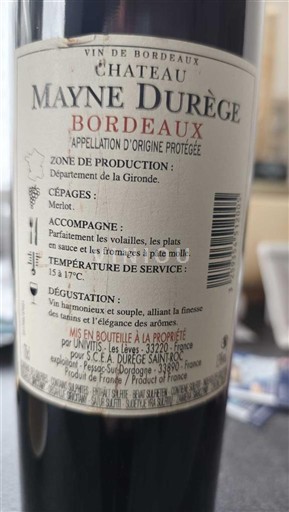 VIN DE BORDEAUX
CHATEAU
MAYNE DURÈGE
BORDEAUX
APPELLATION D'ORIGINE PROTÉGÉE
ZONE DE PRODUCTION :
Département de la Gironde.
CÉPAGES :
Merlot.
ACCOMPAGNE :
Parfaitement les volailles, les plats
en sauce et les fromages à pâte molle.
TEMPÉRATURE DE SERVICE :
15 à 17°C.
DÉGUSTATION :
Vin harmonieux et souple, alliant la finesse
des tanins et l'élégance des arômes.
MIS EN BOUTEILLE À LA PROPRIÉTÉ
par UNIVITIS - Les Lèves - 33220 - France
pour S.C.E.A. DURÈGE SAINT ROC
exploitant - Pessac-Sur-Dordogne - 33890 - France
Produit de France / Product of France